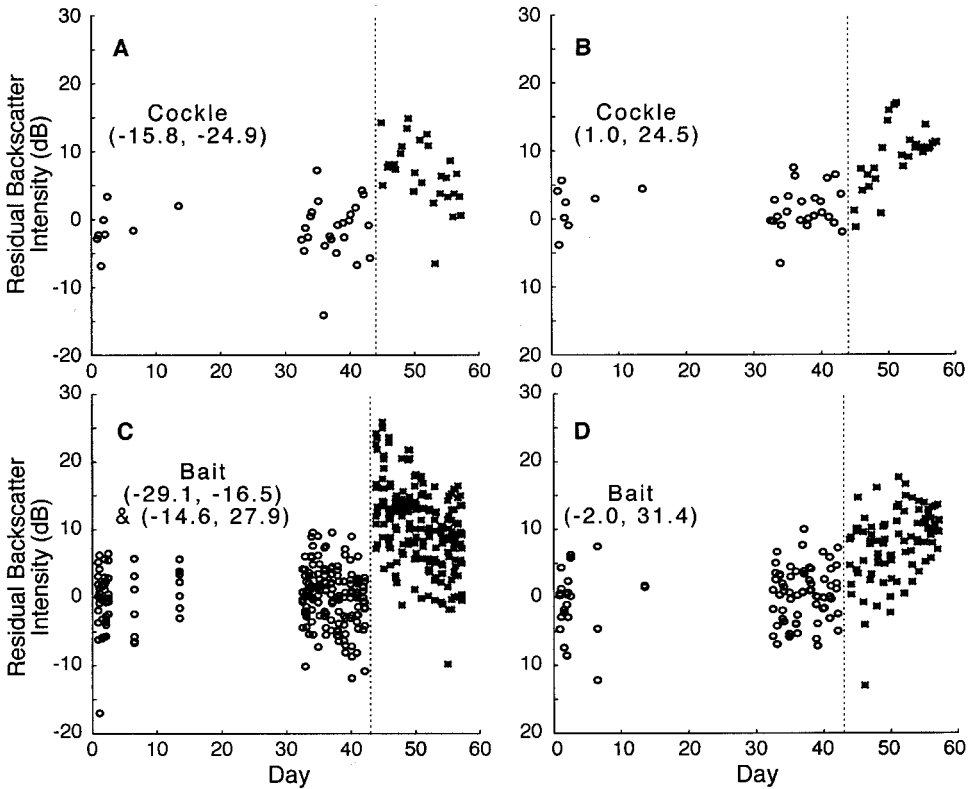 Residual Backscatter
Intensity (dB)
30
20
10
0
-10
-20
A
Cockle
(-15.8, -24.9)
0 10 20 30 40 50 60
30
20
10
0
10
20
B
Cockle
(1.0, 24.5)
0 10 20 30 40 50 60
Residual Backscatter
Intensity (dB)
30
20
10
0
-10
-20
C
Bait
(-29.1, -16.5)
& (-14.6, 27.9)
0 10 20 30 40 50 60
Day
30
20
10
0
10
20
D
Bait
(-2.0, 31.4)
0 10 20 30 40 50 60
Day